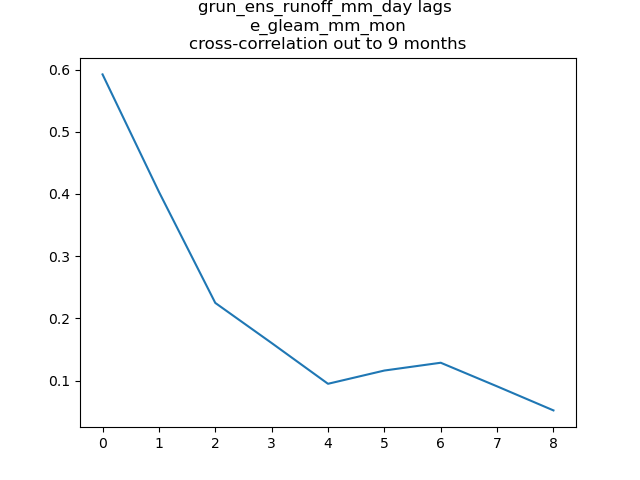 grun_ens_runoff_mm_day lags
e_gleam_mm_mon
cross-correlation out to 9 months
0.6
0.5
0.4
0.3
0.2
0.1
0 1 2 3 4 5 6 7 8